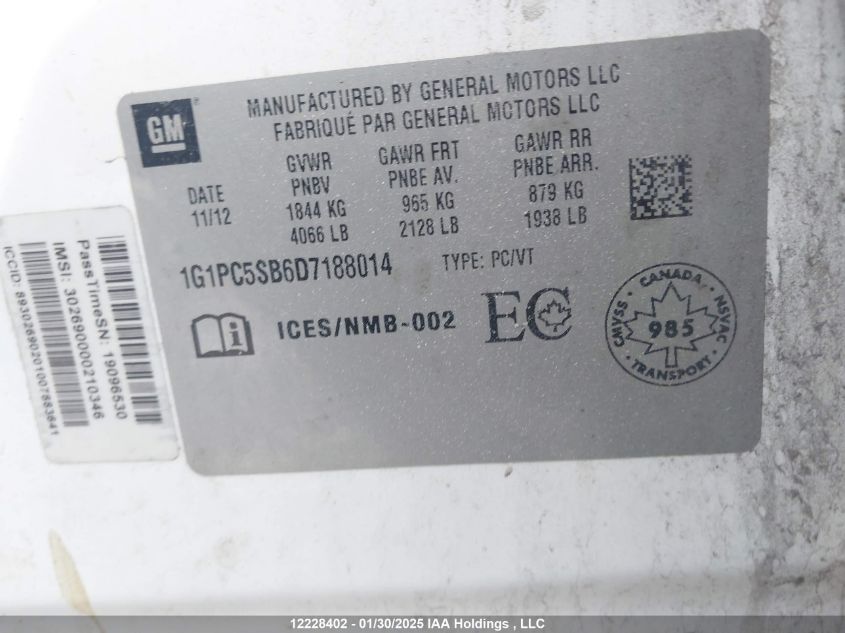 GM
MANUFACTURED BY GENERAL MOTORS LLC
FABRIQUÉ PAR GENERAL MOTORS LLC
DATE
11/12
GVWR
PNBV
1844 KG
4066 LB
GAWR FRT
PNBE AV.
965 KG
2128 LB
GAWR RR
PNBE ARR.
879 KG
1938 LB
1G1PC5SB6D7188014 TYPE: PC/VT
ICES/NMB-002
EC
CANADA
CMVSS 985 NSVAC
TRANSPORT
PassTimeSN: 19096530
IMSI: 302690000210346
ICCID: 89302690201007883641
12228402 - 01/30/2025 IAA Holdings , LLC